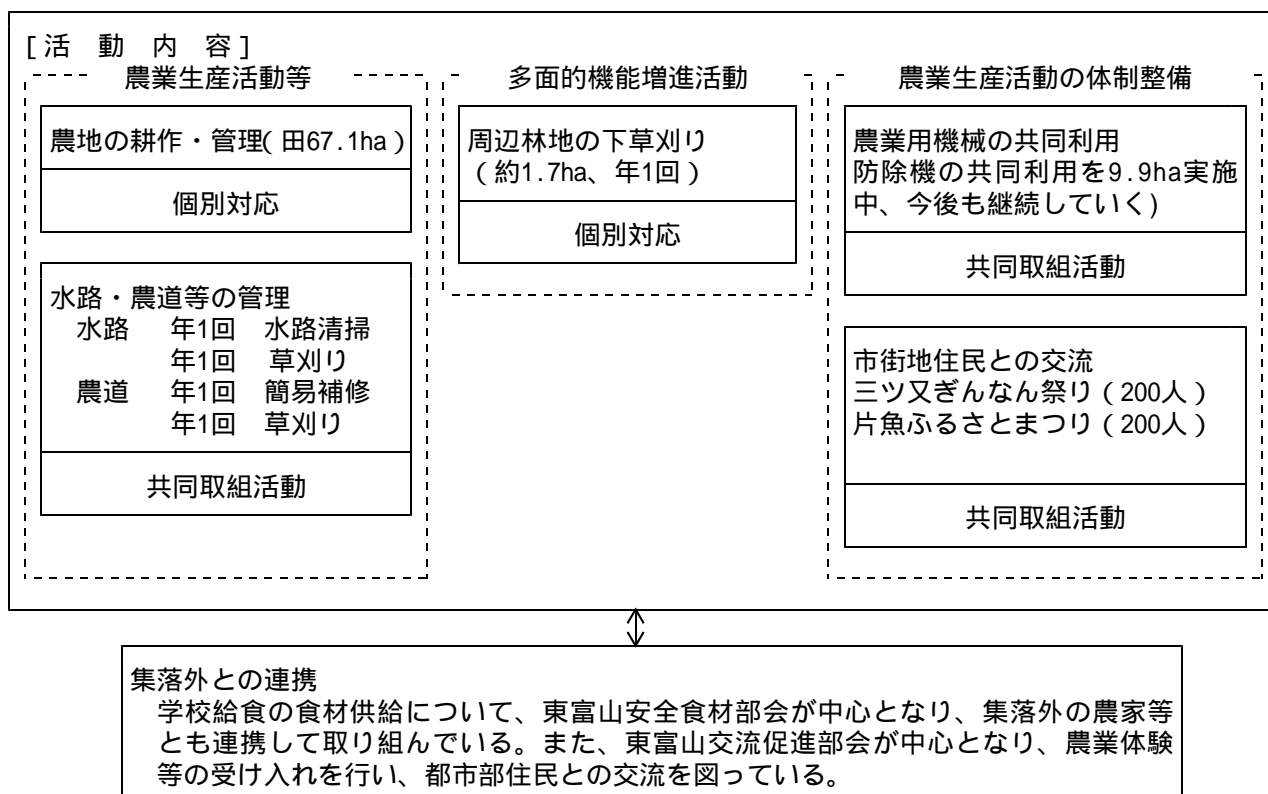 [活 動 内 容]
農業生産活動等
農地の耕作・管理(田67.1ha)
個別対応
水路・農道等の管理
水路 年1回 水路清掃
年1回 草刈り
農道 年1回 簡易補修
年1回 草刈り
共同取組活動
多面的機能増進活動
周辺林地の下草刈り
(約1.7ha、年1回)
個別対応
農業生産活動の体制整備
農業用機械の共同利用
防除機の共同利用を9.9ha実施
中、今後も継続していく)
共同取組活動
市街地住民との交流
三ツ又ぎんなん祭り(200人)
片魚ふるさとまつり(200人)
共同取組活動
集落外との連携
学校給食の食材供給について、東富山安全食材部会が中心となり、集落外の農家等
とも連携して取り組んでいる。また、東富山交流促進部会が中心となり、農業体験
等の受け入れを行い、都市部住民との交流を図っている。